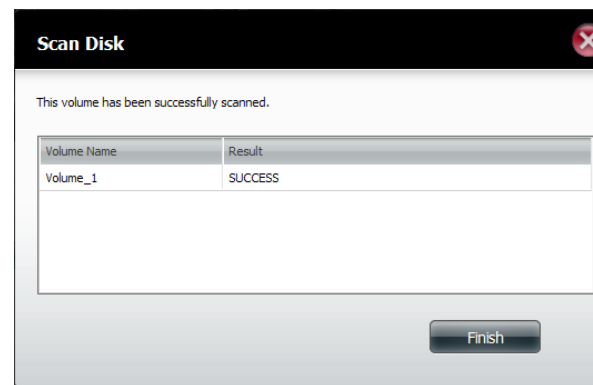 Scan Disk
This volume has been successfully scanned.
Volume Name Result
Volume_1 SUCCESS
Finish